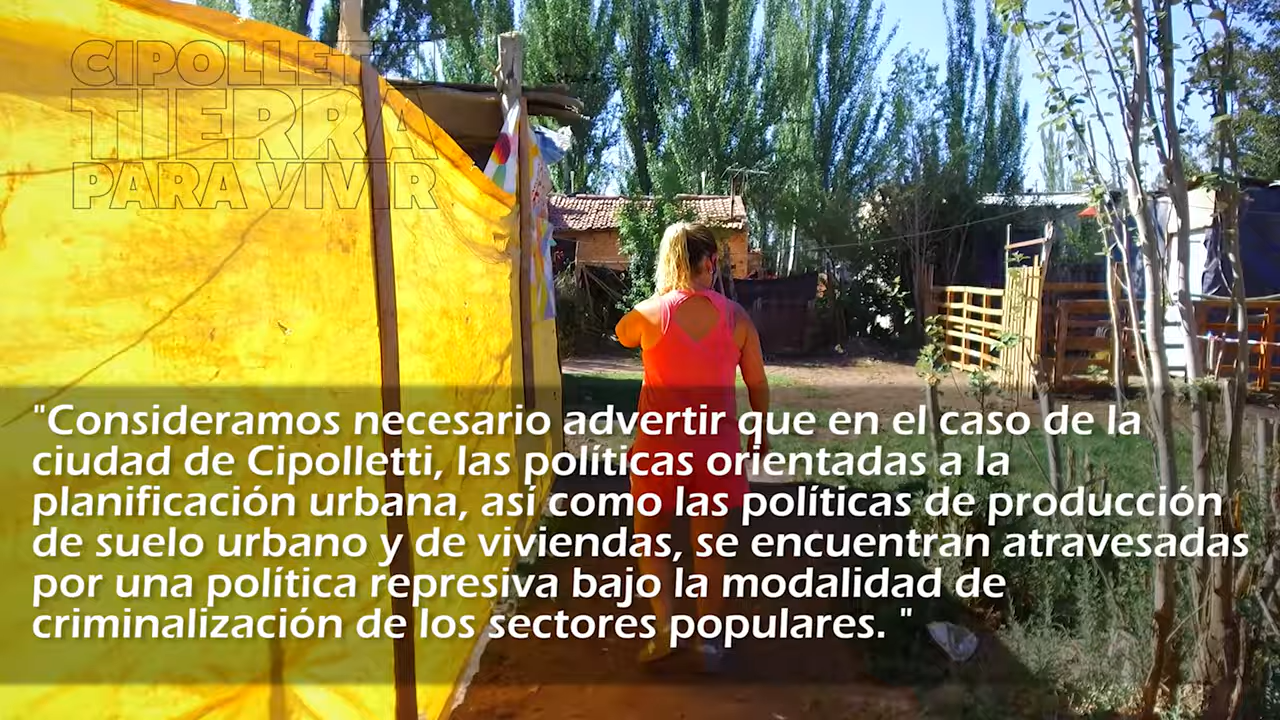 CIPOLLETTI
TIERRA
PARA VIVIR
"Consideramos necesario advertir que en el caso de la
ciudad de Cipolletti, las políticas orientadas a la
planificación urbana, así como las políticas de producción
de suelo urbano y de viviendas, se encuentran atravesadas
por una política represiva bajo la modalidad de
criminalización de los sectores populares. "